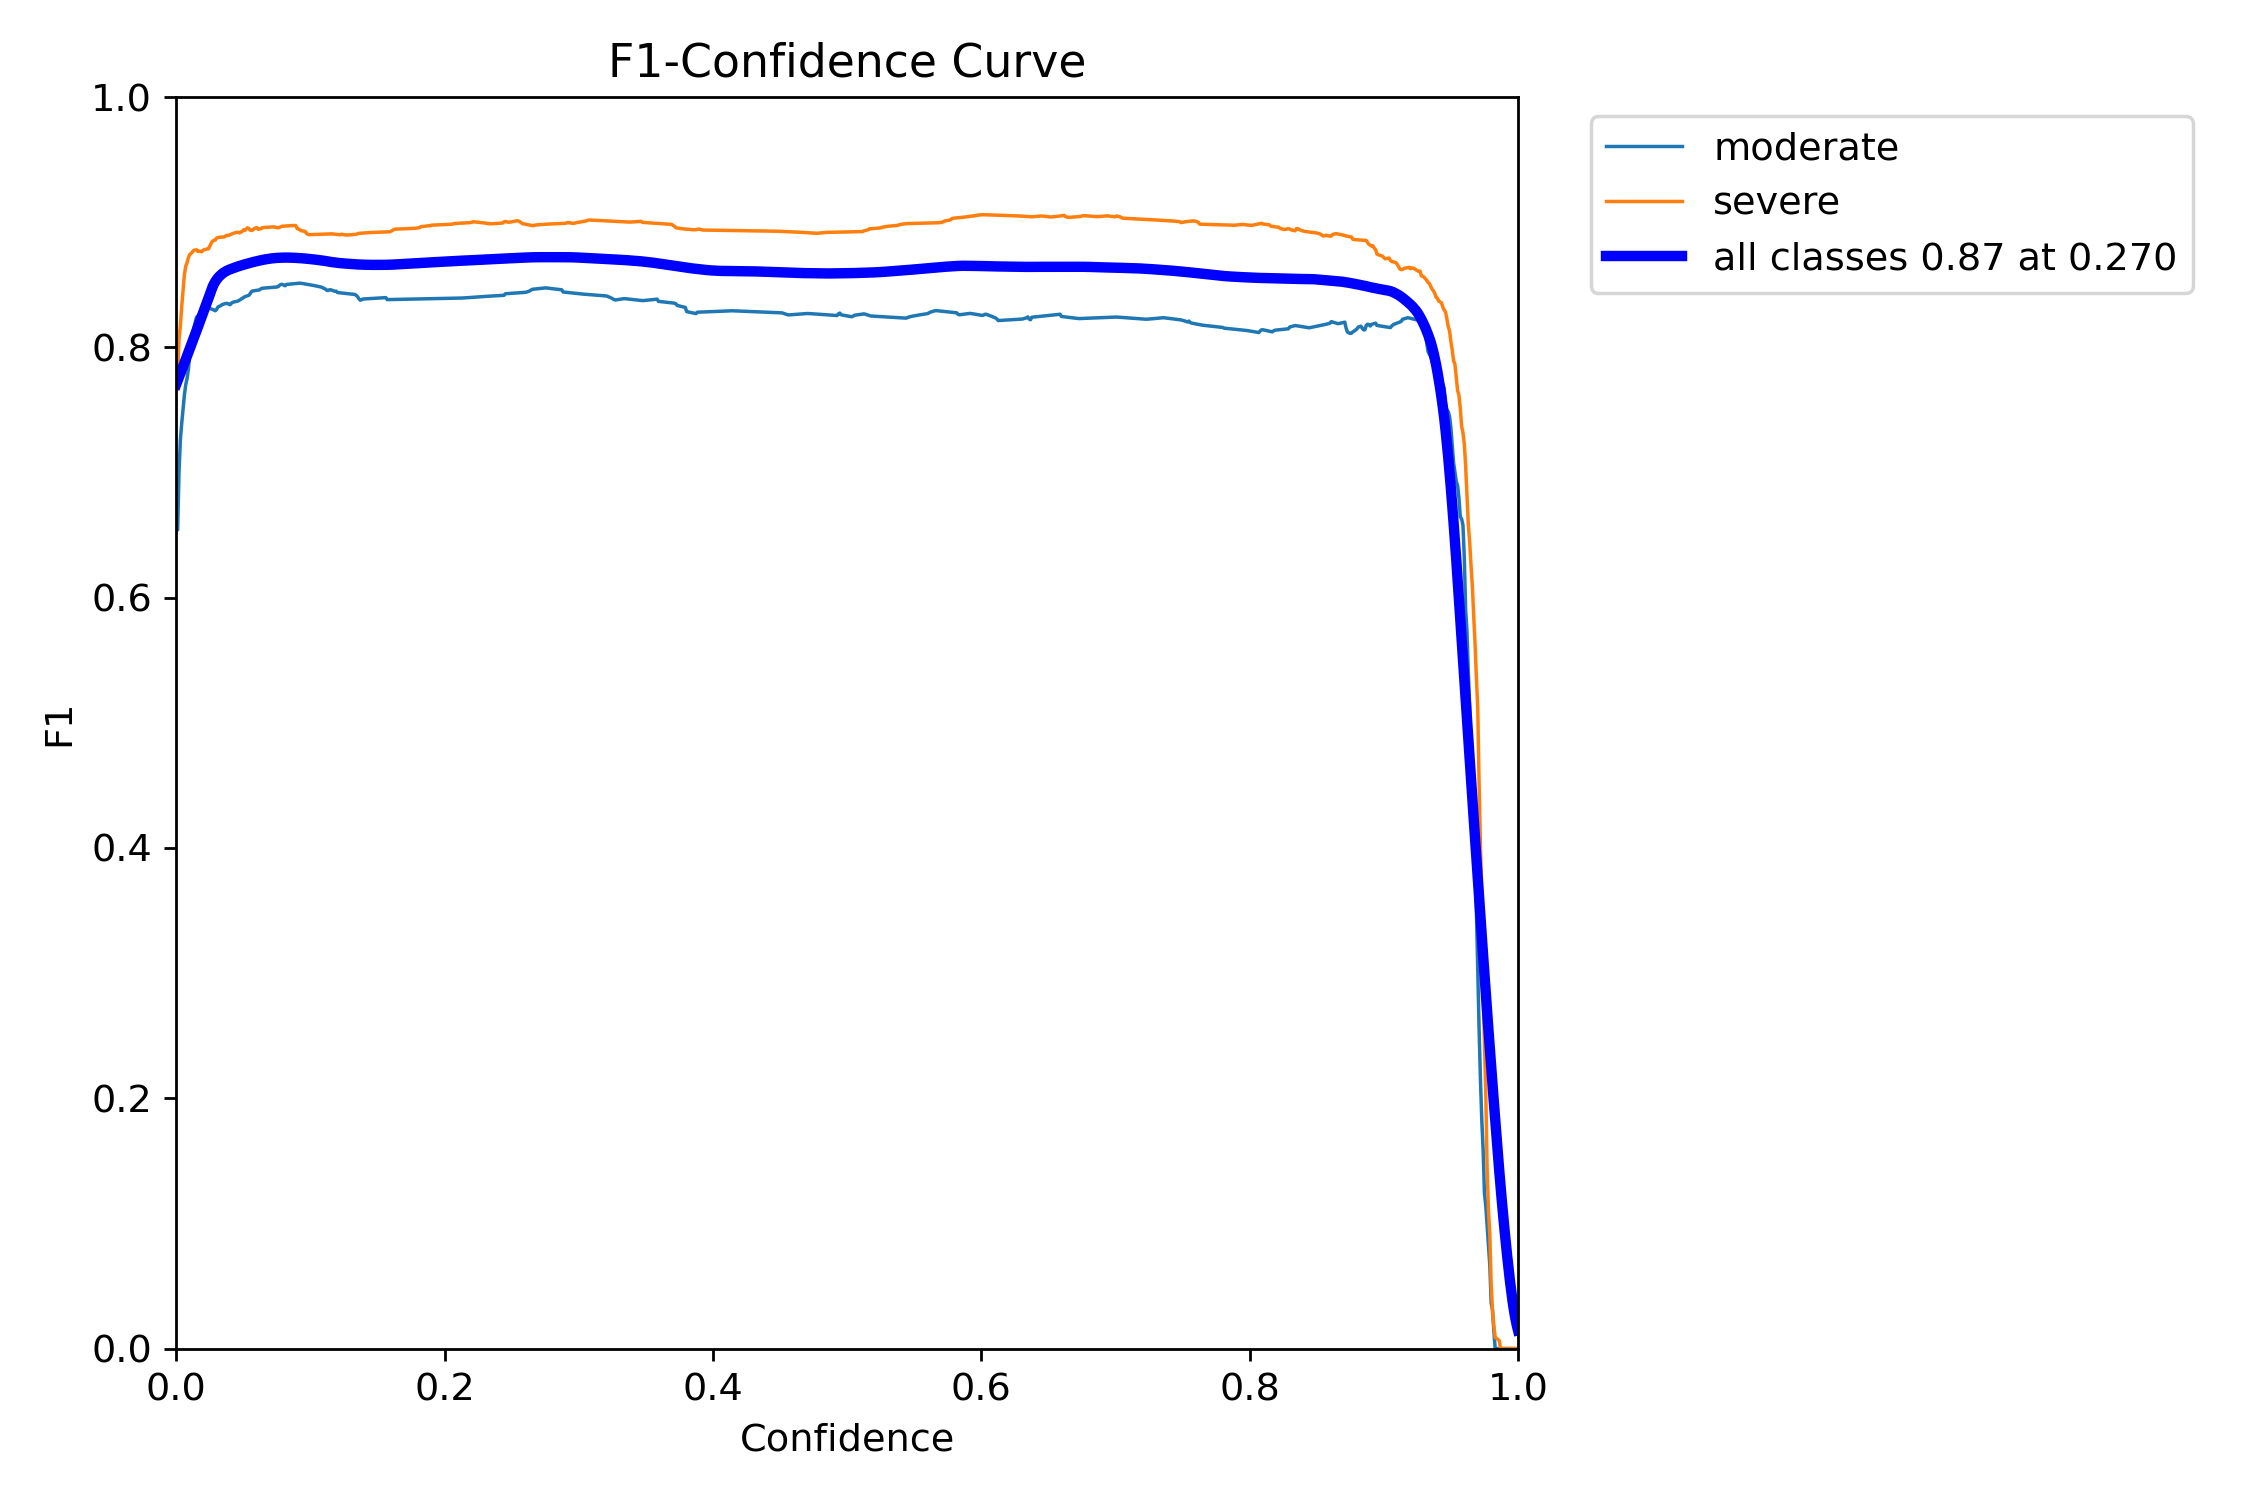 F1-Confidence Curve
1.0
0.8
0.6
0.4
0.2
0.0
F1
0.0 0.2 0.4 0.6 0.8 1.0
Confidence
moderate
severe
all classes 0.87 at 0.270